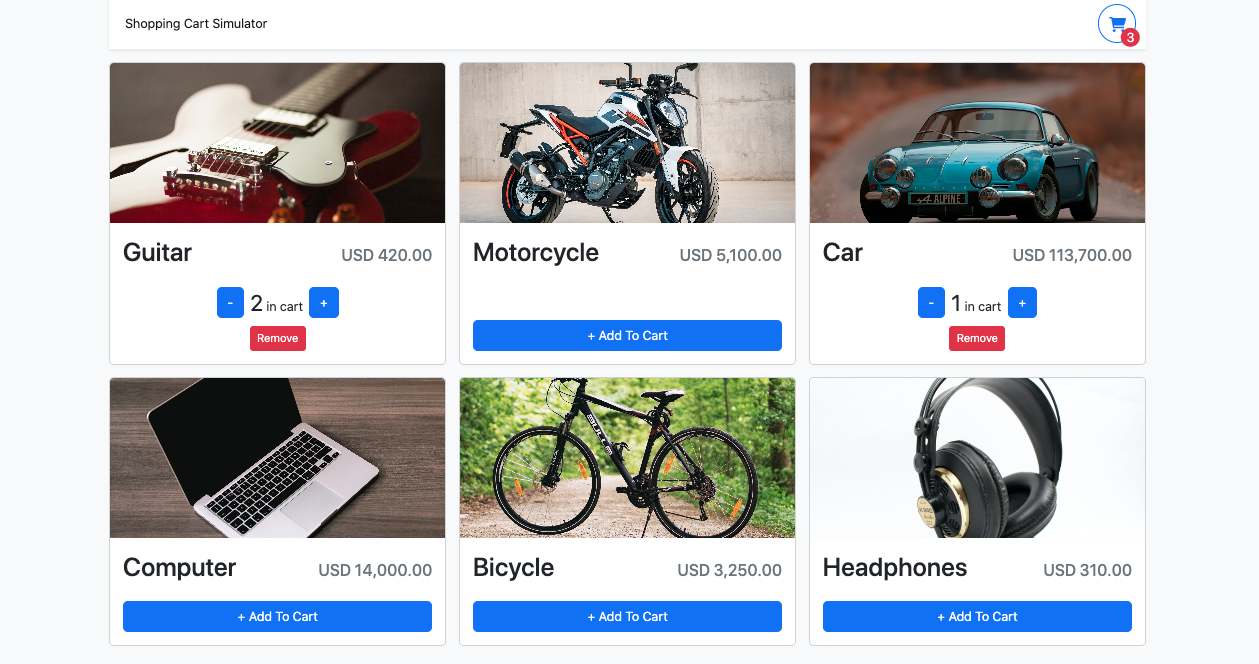 Shopping Cart Simulator
3
Guitar USD 420.00
- 2 in cart +
Remove
Motorcycle USD 5,100.00
+ Add To Cart
ALPINE
Car USD 113,700.00
- 1 in cart +
Remove
Computer USD 14,000.00
+ Add To Cart
Bicycle USD 3,250.00
+ Add To Cart
Headphones USD 310.00
+ Add To Cart